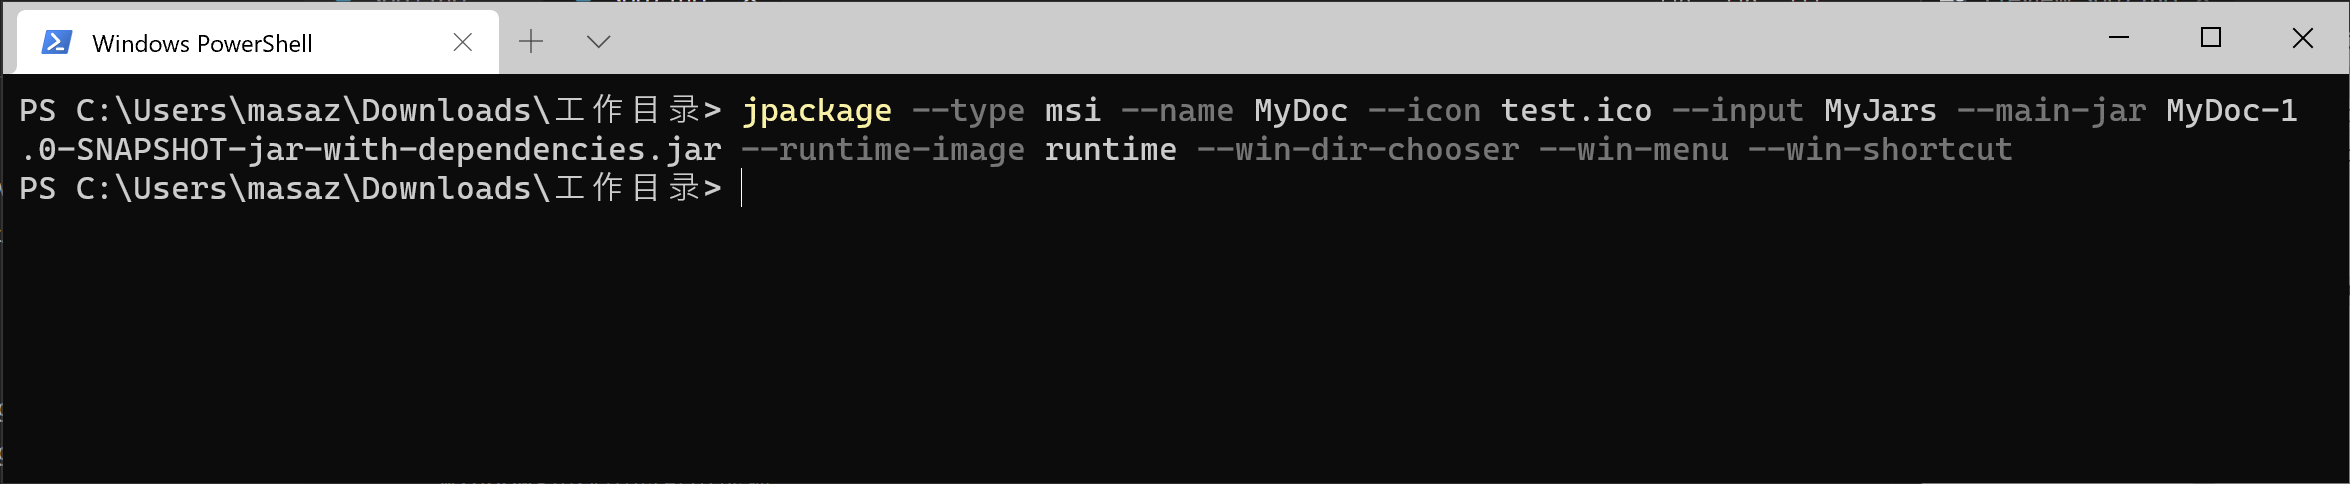 Windows PowerShell
PS C:\Users\masaz\Downloads\工作目录> jpackage --type msi --name MyDoc --icon test.ico --input MyJars --main-jar MyDoc-1
.0-SNAPSHOT-jar-with-dependencies.jar --runtime-image runtime --win-dir-chooser --win-menu --win-shortcut
PS C:\Users\masaz\Downloads\工作目录>